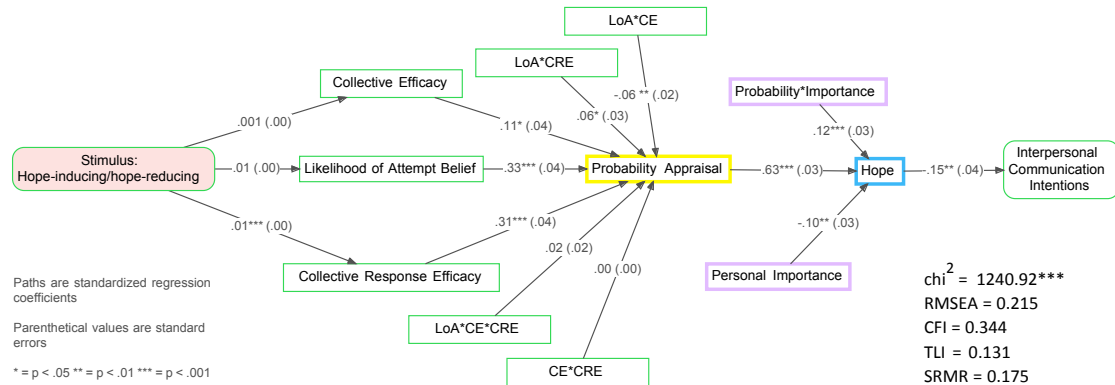 LoA*CE
LoA*CRE
Collective Efficacy
-.06 ** (.02)
Probability*Importance
.001 (.00)
.06* (.03)
.11* (.04)
.12*** (.03)
Stimulus:
Hope-inducing/hope-reducing
.01 (.00)
Likelihood of Attempt Belief
.33*** (.04)
Probability Appraisal
.63*** (.03)
Hope
-.15** (.04)
Interpersonal
Communication
Intentions
.01*** (.00)
.31*** (.04)
-.10** (.03)
.02 (.02)
.00 (.00)
Collective Response Efficacy
Personal Importance
Paths are standardized regression
coefficients
Parenthetical values are standard
errors
* = p < .05 ** = p < .01 *** = p < .001
LoA*CE*CRE
CE*CRE
chi2 = 1240.92***
RMSEA = 0.215
CFI = 0.344
TLI = 0.131
SRMR = 0.175